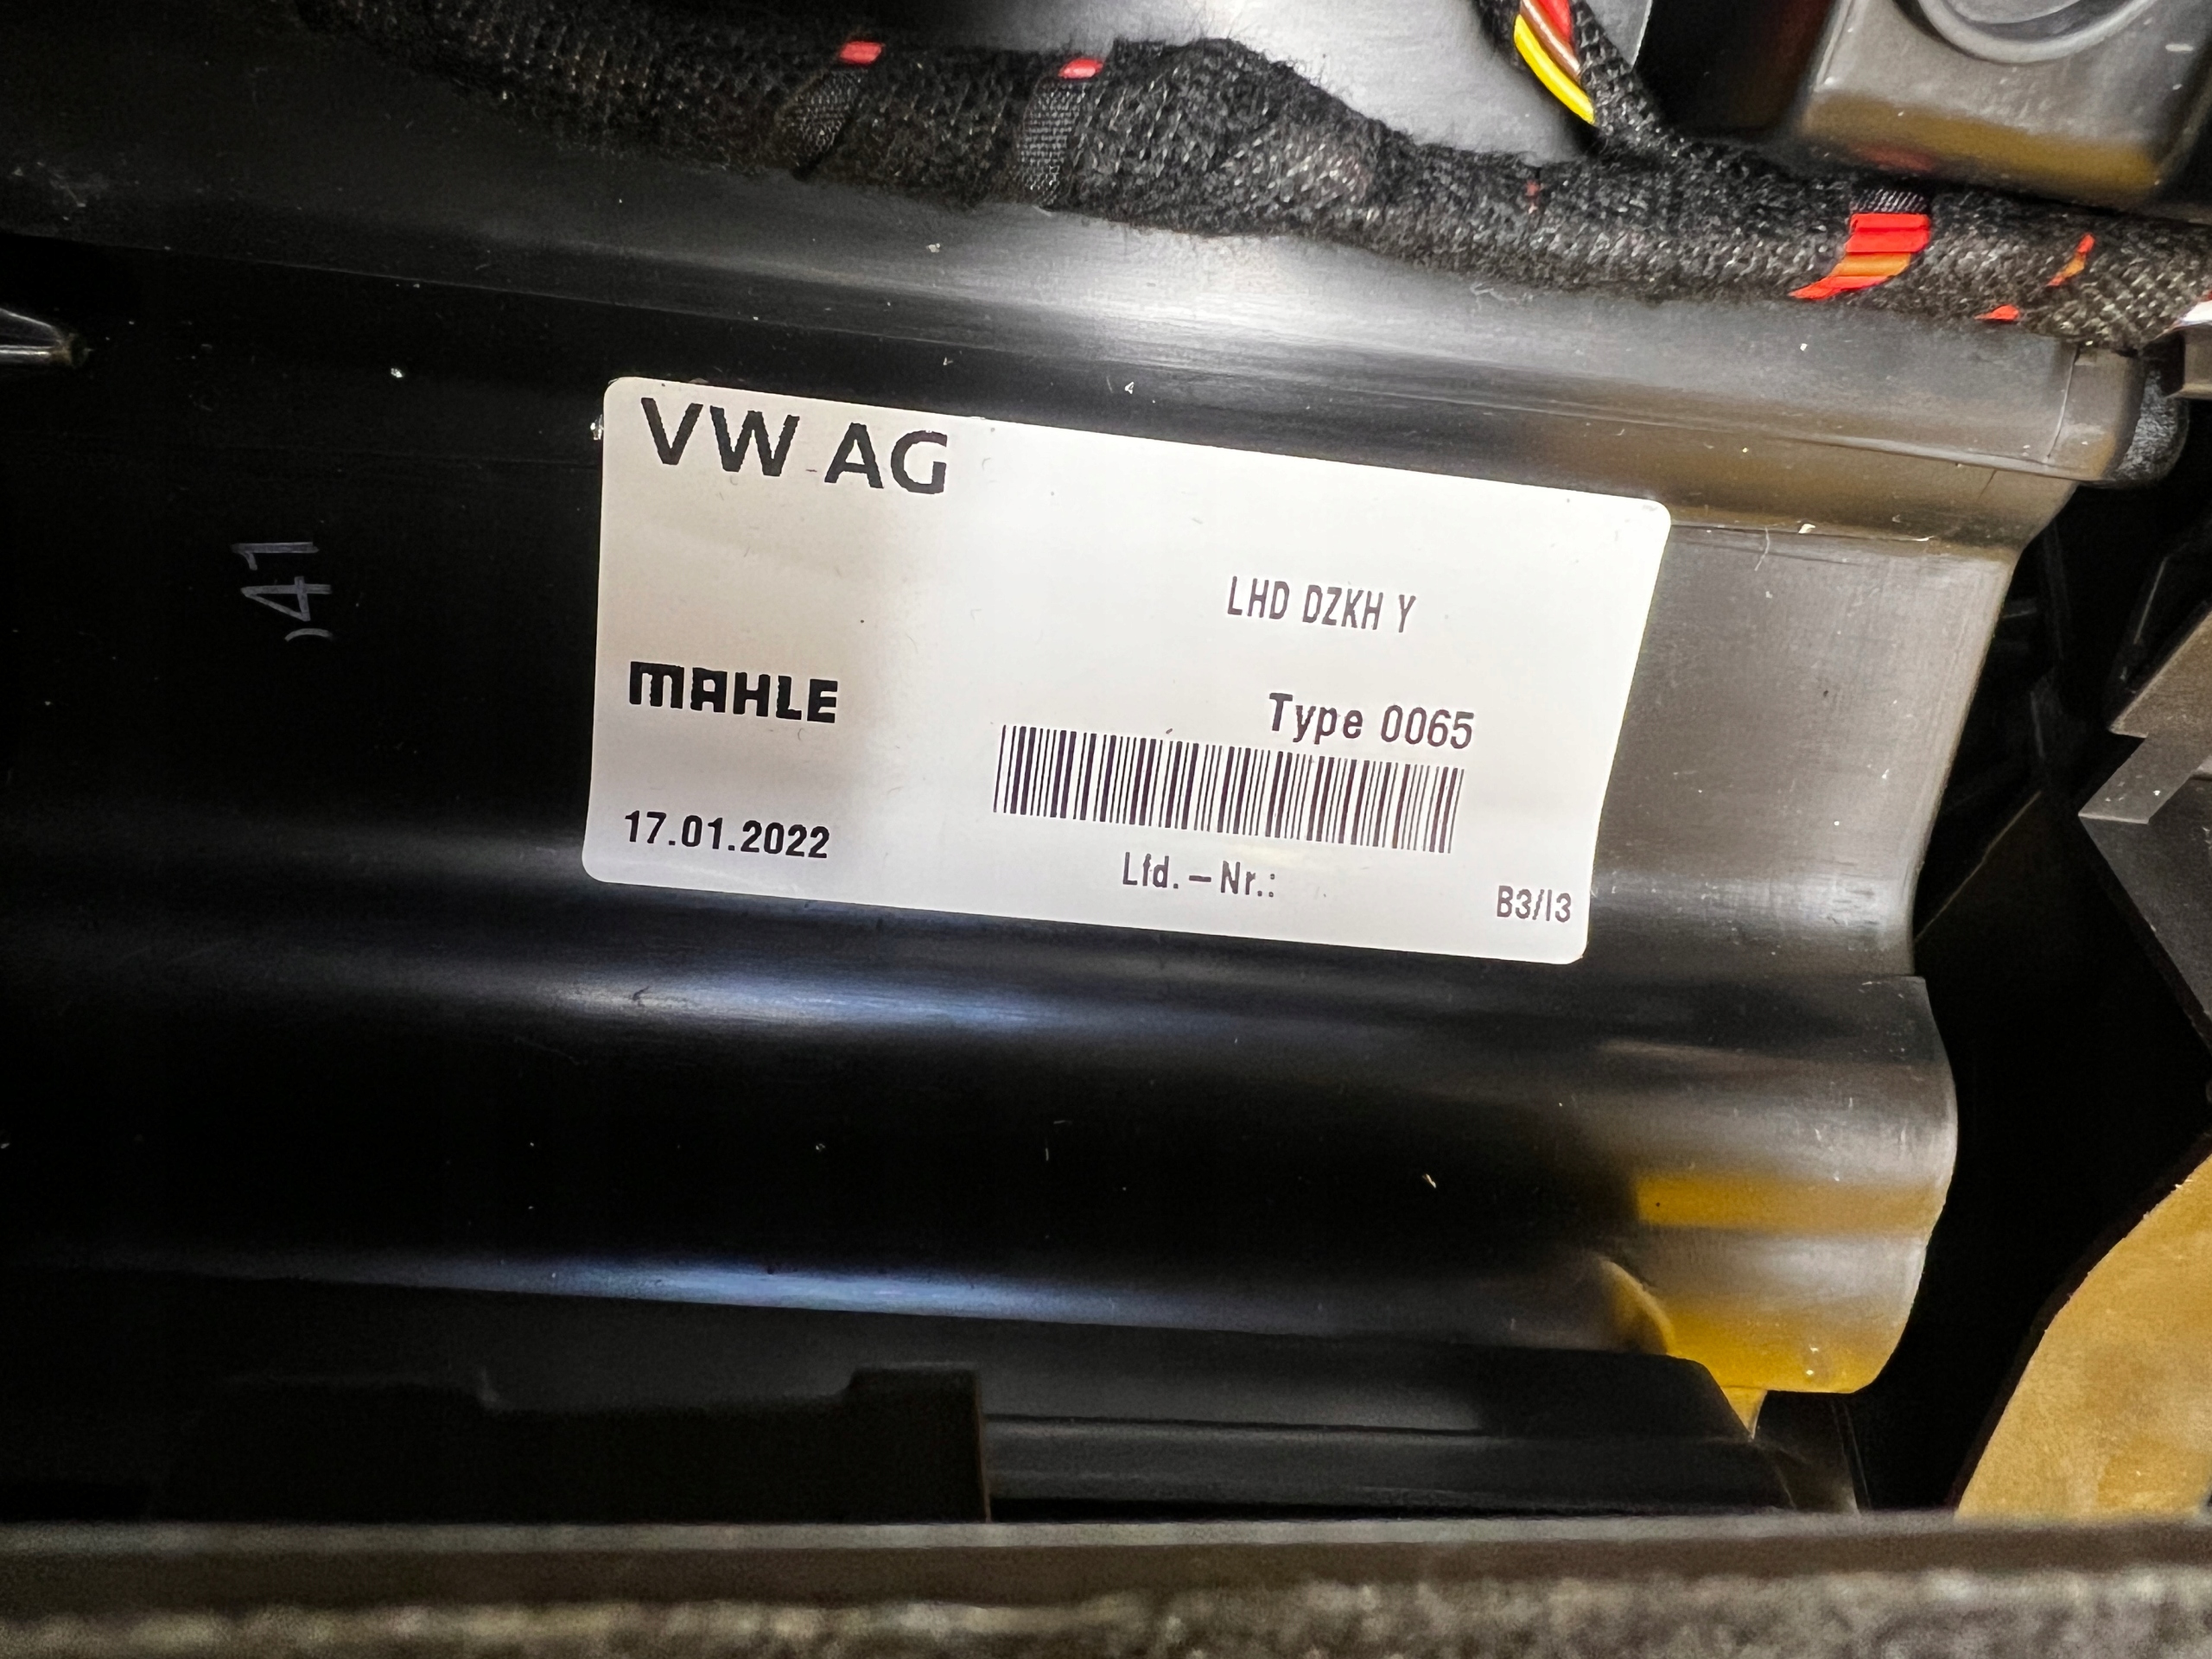 VW AG
LHD DZKH Y
MAHLE
Type 0065
17.01.2022
Lfd.–Nr.:
B3/I3
41